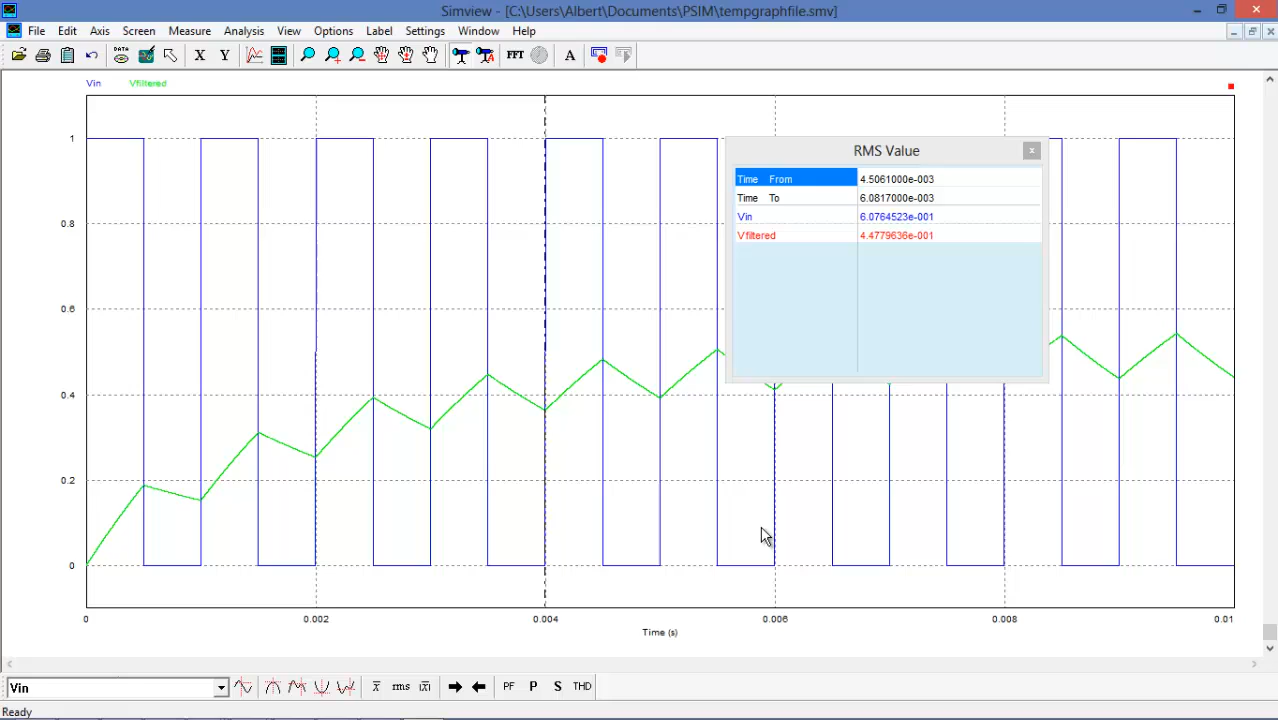 Simview - [C:\Users\Albert\Documents\PSIM\tempgraphfile.smv]
File Edit Axis Screen Measure Analysis View Options Label Settings Window Help
DATA X Y FFT A
Vin Vfiltered
1
0.8
0.6
0.4
0.2
0
0 0.002 0.004 0.006 0.008 0.01
Time (s)
RMS Value
x
Time From 4.5061000e-003
Time To 6.0817000e-003
Vin 6.0764523e-001
Vfiltered 4.4779636e-001
Vin x rms |x| PF P S THD
Ready